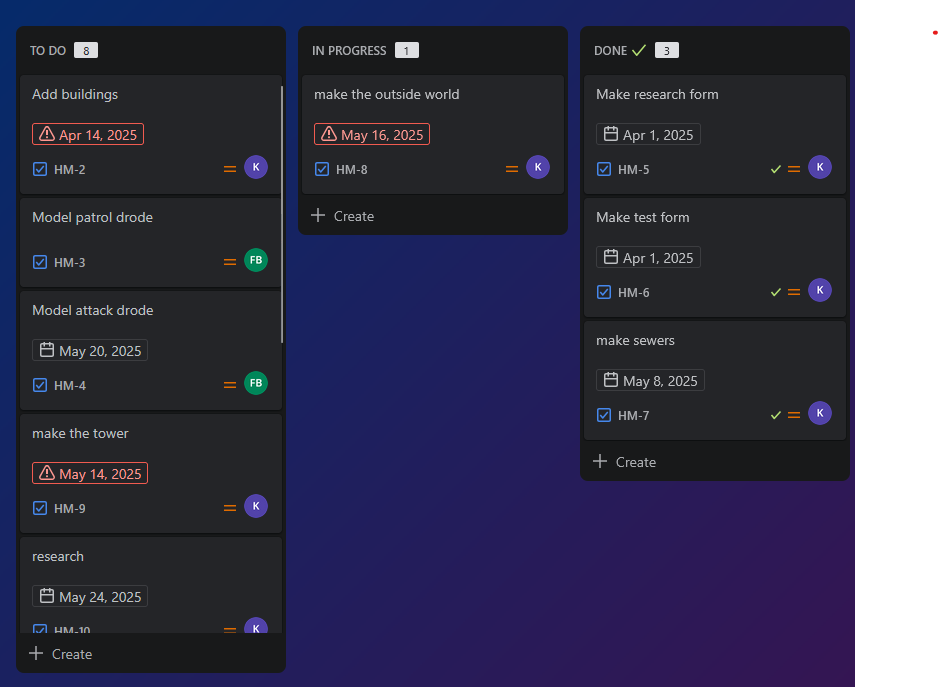 TO DO 8
Add buildings
Apr 14, 2025
HM-2 K
Model patrol drode
HM-3 FB
Model attack drode
May 20, 2025
HM-4 FB
make the tower
May 14, 2025
HM-9 K
research
May 24, 2025
HM-10 K
Create
IN PROGRESS 1
make the outside world
May 16, 2025
HM-8 K
Create
DONE 3
Make research form
Apr 1, 2025
HM-5 K
Make test form
Apr 1, 2025
HM-6 K
make sewers
May 8, 2025
HM-7 K
Create